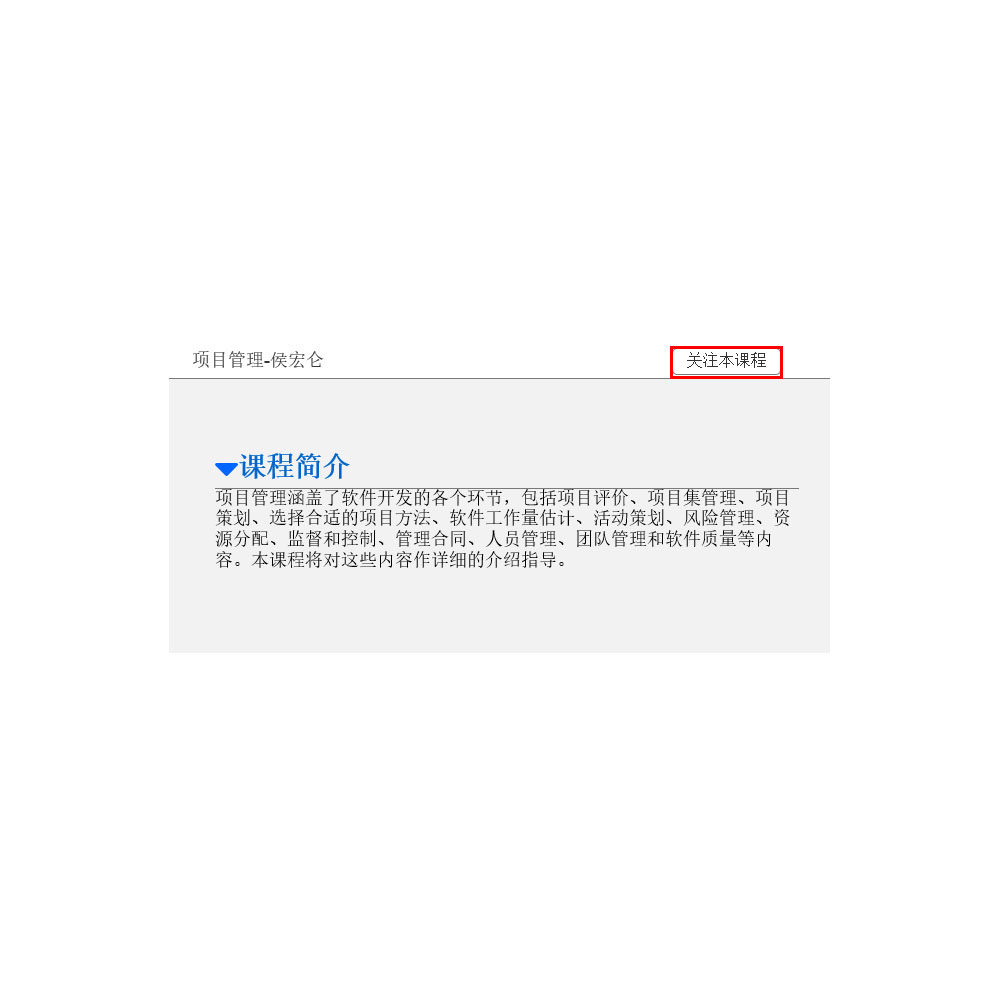 项目管理-侯宏仑
关注本课程
课程简介
项目管理涵盖了软件开发的各个环节，包括项目评价、项目集管理、项目
策划、选择合适的项目方法、软件工作量估计、活动策划、风险管理、资
源分配、监督和控制、管理合同、人员管理、团队管理和软件质量等内
容。本课程将对这些内容作详细的介绍指导。